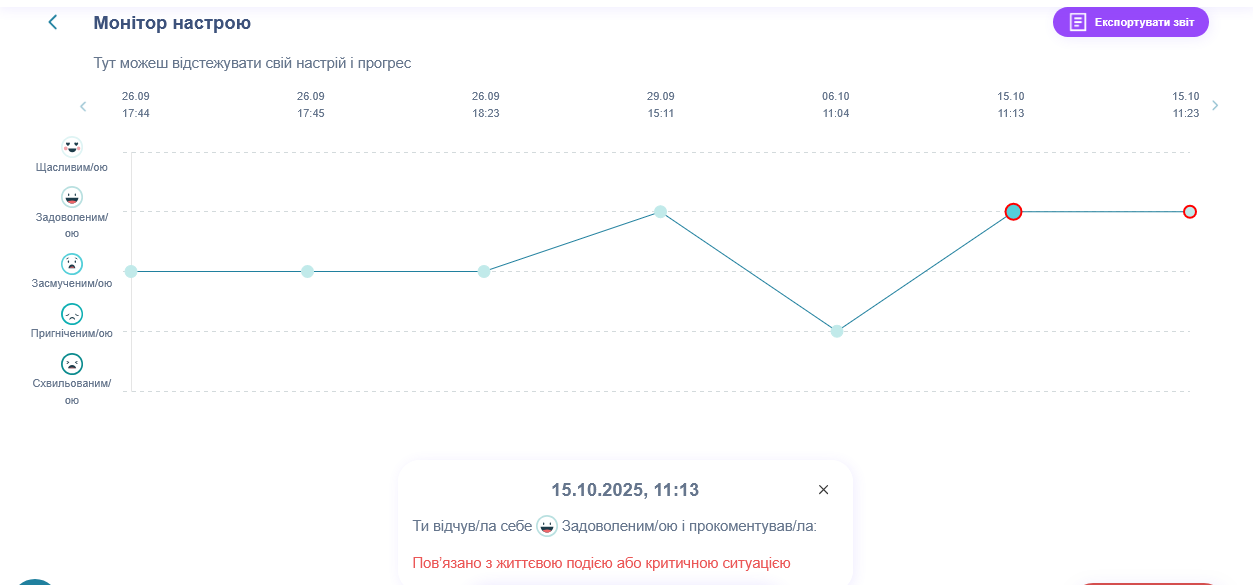 Монітор настрою
Експортувати звіт
Тут можеш відстежувати свій настрій і прогрес
26.09 26.09 26.09 29.09 06.10 15.10 15.10
17:44 17:45 18:23 15:11 11:04 11:13 11:23
Щасливим/ою
Задоволеним/
ою
Засмученим/ою
Пригніченим/ою
Схвильованим/
ою
15.10.2025, 11:13
Ти відчув/ла себе Задоволеним/ою і прокоментував/ла:
Пов'язано з життєвою подією або критичною ситуацією